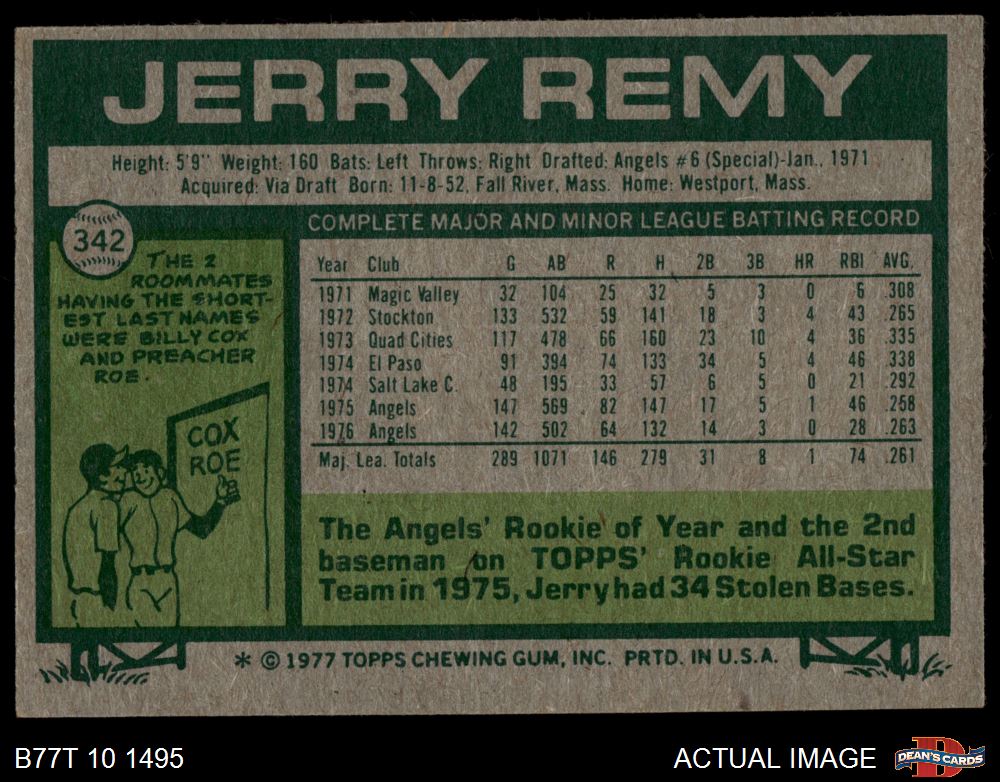 JERRY REMY
Height: 5'9" Weight: 160 Bats: Left Throws: Right Drafted: Angels #6 (Special)-Jan., 1971
Acquired: Via Draft Born: 11-8-52, Fall River, Mass. Home: Westport, Mass.
342
THE 2
ROOMMATES
HAVING THE SHORT-
EST LAST NAMES
WERE BILLY COX
AND PREACHER
ROE.
COX
ROE
COMPLETE MAJOR AND MINOR LEAGUE BATTING RECORD
Year Club G AB R H 2B 3B HR RBI AVG.
1971 Magic Valley 32 104 25 32 5 3 0 6 .308
1972 Stockton 133 532 59 141 18 3 4 43 .265
1973 Quad Cities 117 478 66 160 23 10 4 36 .335
1974 El Paso 91 394 74 133 34 5 4 46 .338
1974 Salt Lake C. 48 195 33 57 6 5 0 21 .292
1975 Angels 147 569 82 147 17 5 1 46 .258
1976 Angels 142 502 64 132 14 3 0 28 .263
Maj. Lea. Totals 289 1071 146 279 31 8 1 74 .261
The Angels' Rookie of Year and the 2nd
baseman on TOPPS' Rookie All-Star
Team in 1975, Jerry had 34 Stolen Bases.
* © 1977 TOPPS CHEWING GUM, INC. PRTD. IN U.S.A.
B77T 10 1495
ACTUAL IMAGE
D
DEAN'S CARDS